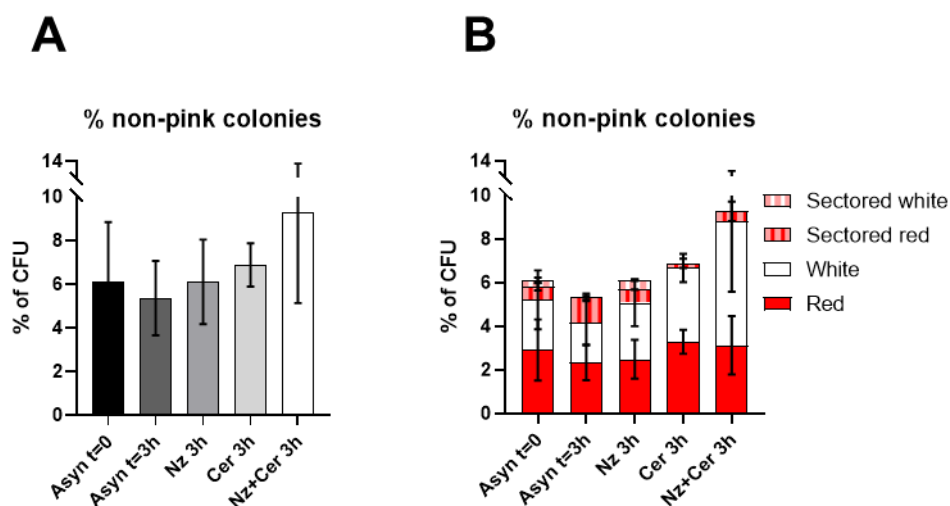 A
% non-pink colonies
14
10
8
6
4
2
0
% of CFU
Asyn t=0
Asyn t=3h
Nz 3h
Cer 3h
Nz+Cer 3h
B
% non-pink colonies
14
10
8
6
4
2
0
% of CFU
Asyn t=0
Asyn t=3h
Nz 3h
Cer 3h
Nz+Cer 3h
Sectored white
Sectored red
White
Red